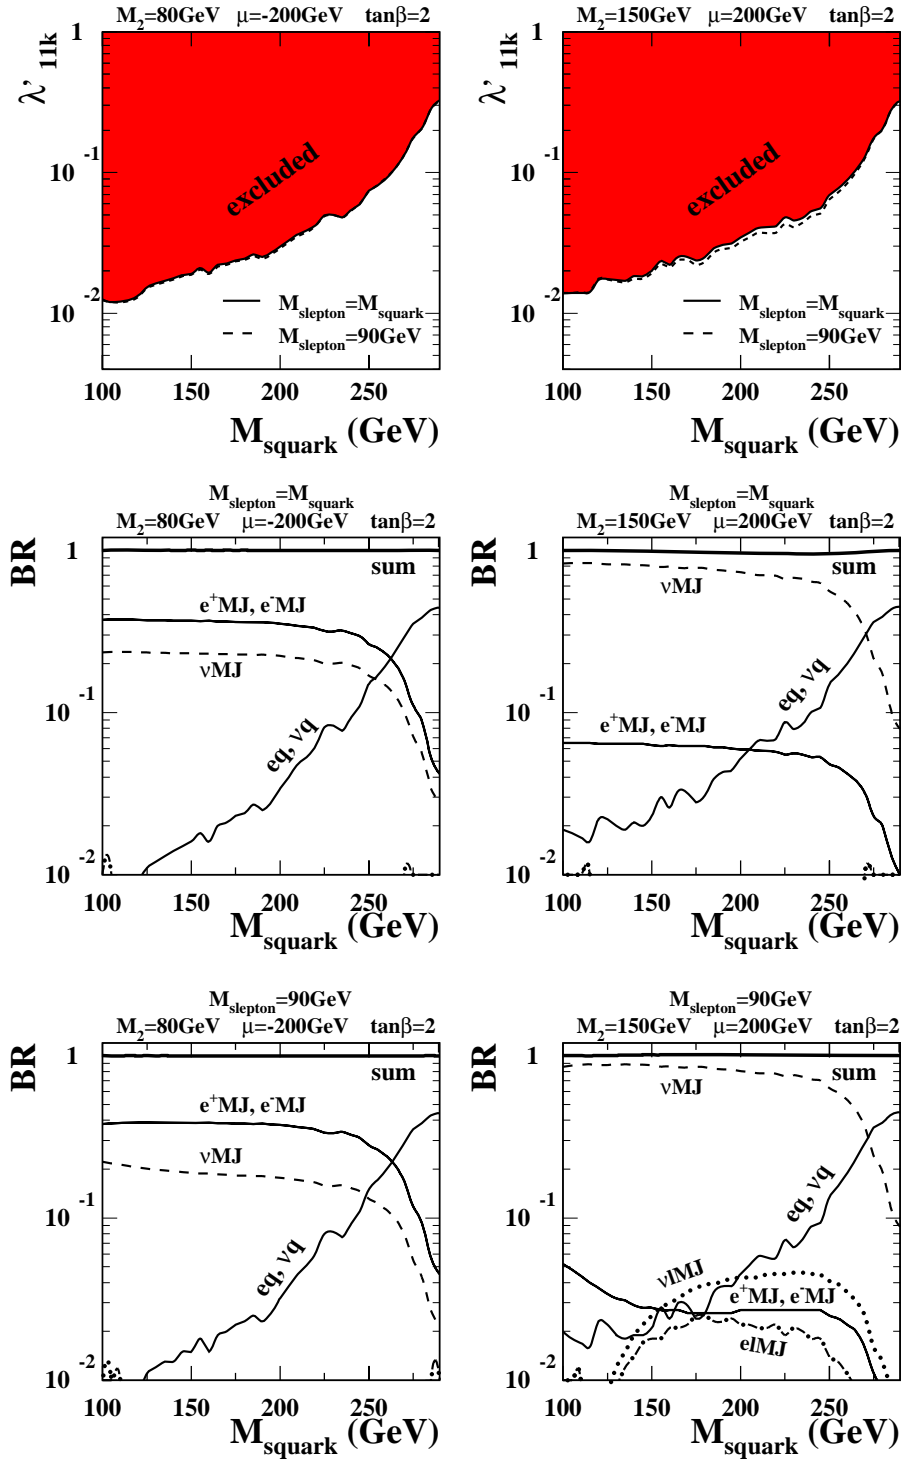 M2=80GeV μ=-200GeV tanβ=2
λ’11k
1
10-1
10-2
excluded
Mslepton=Msquark
Mslepton=90GeV
100 150 200 250
Msquark (GeV)
M2=150GeV μ=200GeV tanβ=2
λ’11k
1
10-1
10-2
excluded
Mslepton=Msquark
Mslepton=90GeV
100 150 200 250
Msquark (GeV)
Mslepton=Msquark
M2=80GeV μ=-200GeV tanβ=2
BR
1
10-1
10-2
sum
e+MJ, e-MJ
νMJ
eq, νq
100 150 200 250
Msquark (GeV)
Mslepton=Msquark
M2=150GeV μ=200GeV tanβ=2
BR
1
10-1
10-2
sum
νMJ
eq, νq
e+MJ, e-MJ
100 150 200 250
Msquark (GeV)
Mslepton=90GeV
M2=80GeV μ=-200GeV tanβ=2
BR
1
10-1
10-2
sum
e+MJ, e-MJ
νMJ
eq, νq
100 150 200 250
Msquark (GeV)
Mslepton=90GeV
M2=150GeV μ=200GeV tanβ=2
BR
1
10-1
10-2
sum
νMJ
eq, νq
νlMJ
e+MJ, e-MJ
elMJ
100 150 200 250
Msquark (GeV)